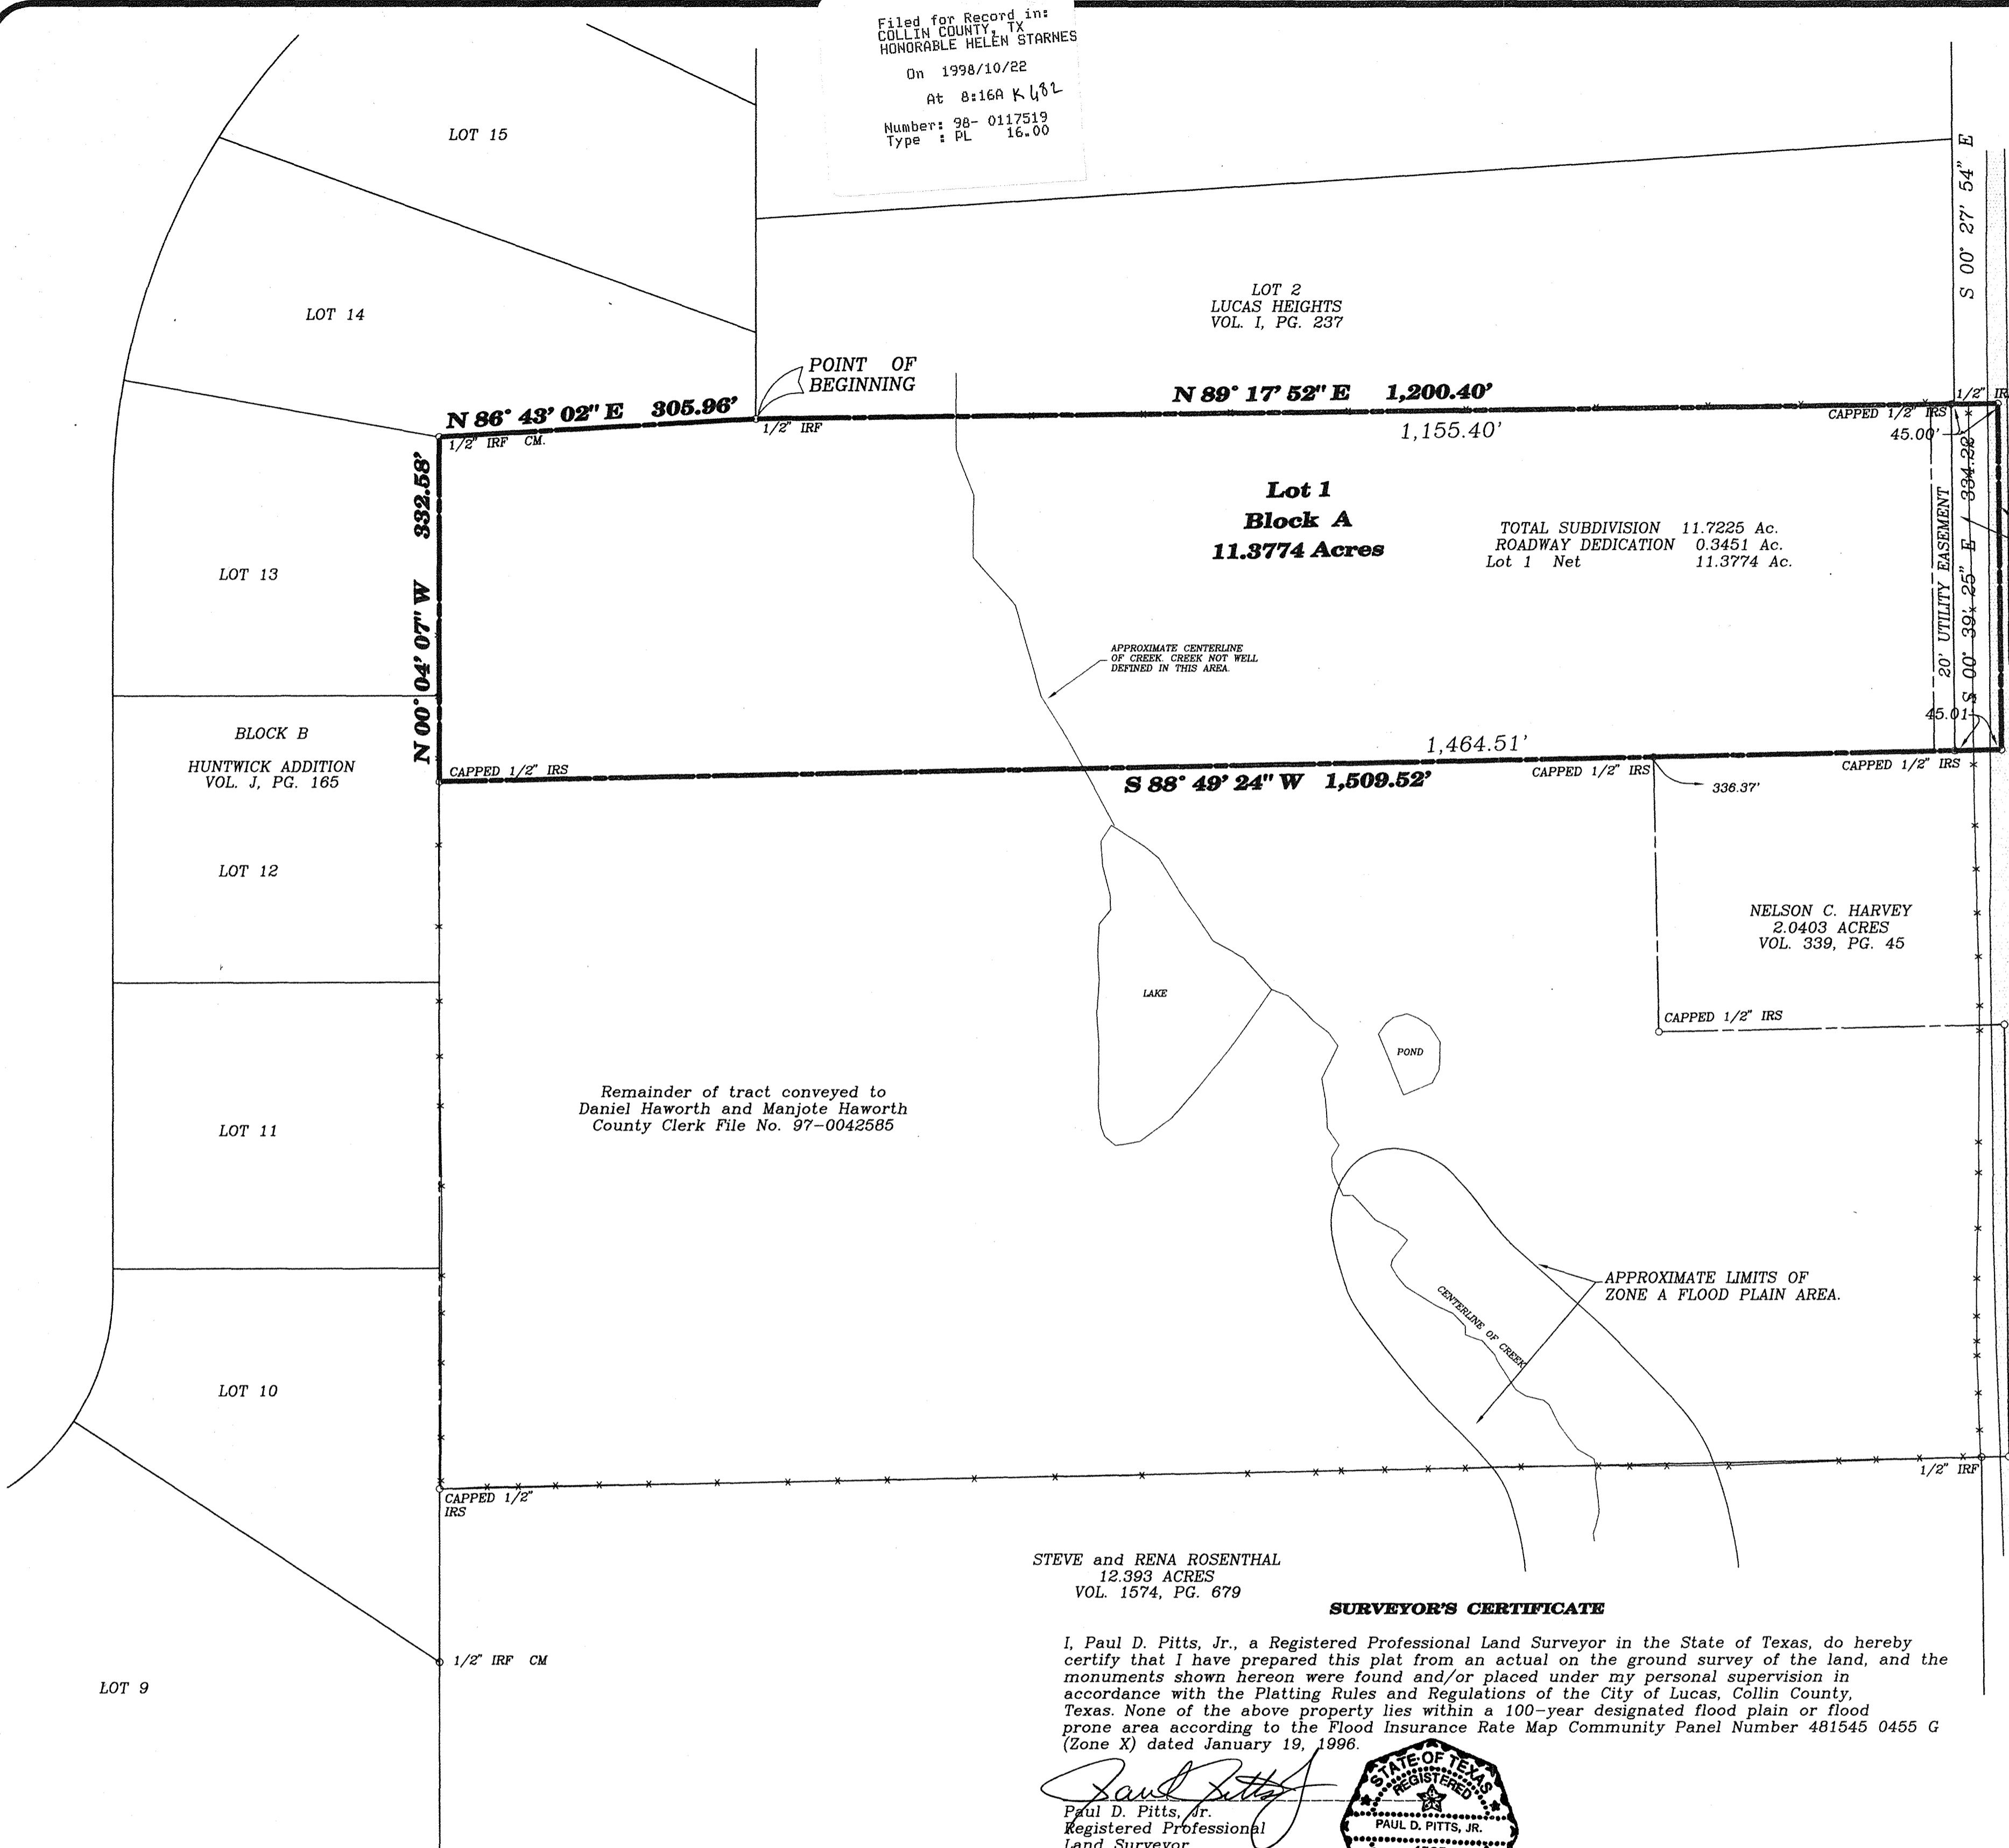 Filed for Record in:
COLLIN COUNTY, TX
HONORABLE HELEN STARNES
On 1998/10/22
At 8:16A K482
Number: 98- 0117519
Type : PL 16.00
LOT 15
LOT 14
LOT 2
LUCAS HEIGHTS
VOL. I, PG. 237
S 00° 27' 54" E
POINT OF
BEGINNING
N 86° 43' 02" E 305.96'
N 89° 17' 52" E 1,200.40'
1/2" IRF CM.
1/2" IRF
1,155.40'
CAPPED 1/2" IRS
1/2" IR
45.00'
N 00° 04' 07" W 332.58'
Lot 1
Block A
11.3774 Acres
TOTAL SUBDIVISION 11.7225 Ac.
ROADWAY DEDICATION 0.3451 Ac.
Lot 1 Net 11.3774 Ac.
20' UTILITY EASEMENT
S 00° 39' 25" E 334.22'
LOT 13
APPROXIMATE CENTERLINE
OF CREEK. CREEK NOT WELL
DEFINED IN THIS AREA.
45.01'
BLOCK B
HUNTWICK ADDITION
VOL. J, PG. 165
CAPPED 1/2" IRS
1,464.51'
S 88° 49' 24" W 1,509.52'
CAPPED 1/2" IRS
CAPPED 1/2" IRS
336.37'
LOT 12
NELSON C. HARVEY
2.0403 ACRES
VOL. 339, PG. 45
LAKE
CAPPED 1/2" IRS
POND
Remainder of tract conveyed to
Daniel Haworth and Manjote Haworth
County Clerk File No. 97-0042585
LOT 11
APPROXIMATE LIMITS OF
ZONE A FLOOD PLAIN AREA.
CENTERLINE OF CREEK
LOT 10
CAPPED 1/2"
IRS
1/2" IRF
STEVE and RENA ROSENTHAL
12.393 ACRES
VOL. 1574, PG. 679
1/2" IRF CM
LOT 9
SURVEYOR'S CERTIFICATE
I, Paul D. Pitts, Jr., a Registered Professional Land Surveyor in the State of Texas, do hereby
certify that I have prepared this plat from an actual on the ground survey of the land, and the
monuments shown hereon were found and/or placed under my personal supervision in
accordance with the Platting Rules and Regulations of the City of Lucas, Collin County,
Texas. None of the above property lies within a 100-year designated flood plain or flood
prone area according to the Flood Insurance Rate Map Community Panel Number 481545 0455 G
(Zone X) dated January 19, 1996.
Paul Pitts Jr
Paul D. Pitts, Jr.
Registered Professional
Land Surveyor
STATE OF TEXAS
REGISTERED
PAUL D. PITTS, JR.